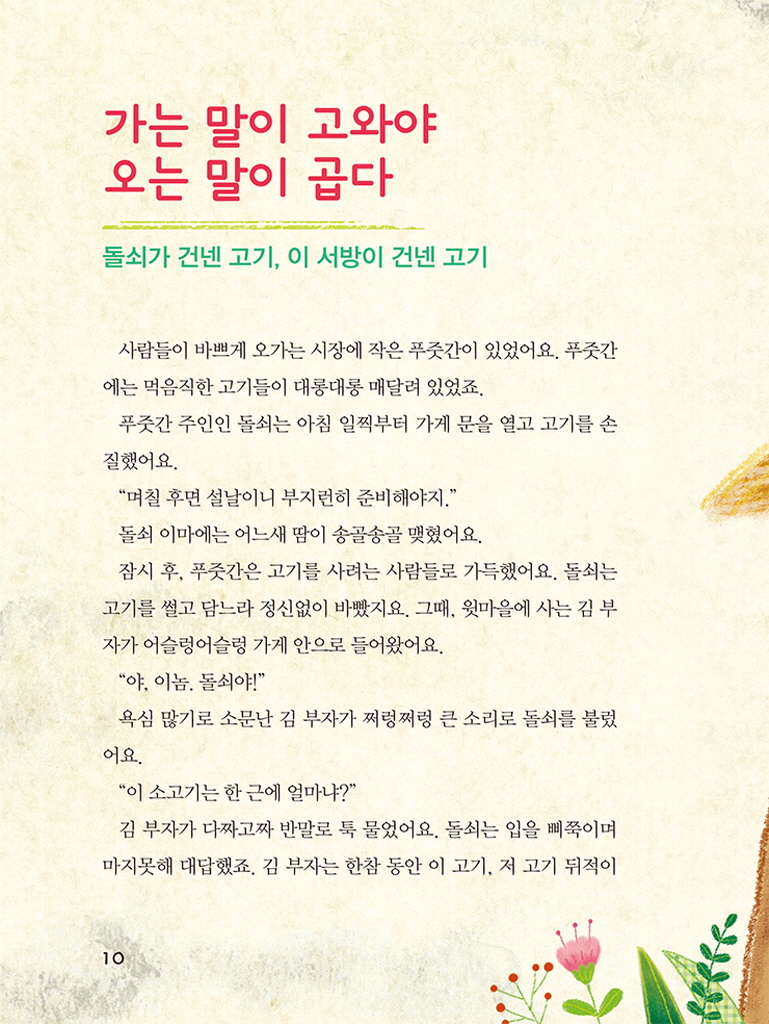 가는 말이 고와야
오는 말이 곱다
돌쇠가 건넨 고기, 이 서방이 건넨 고기
사람들이 바쁘게 오가는 시장에 작은 푸줏간이 있었어요. 푸줏간
에는 먹음직한 고기들이 대롱대롱 매달려 있었죠.
푸줏간 주인인 돌쇠는 아침 일찍부터 가게 문을 열고 고기를 손
질했어요.
“며칠 후면 설날이니 부지런히 준비해야지.”
돌쇠 이마에는 어느새 땀이 송골송골 맺혔어요.
잠시 후, 푸줏간은 고기를 사려는 사람들로 가득했어요. 돌쇠는
고기를 썰고 담느라 정신없이 바빴지요. 그때, 윗마을에 사는 김 부
자가 어슬렁어슬렁 가게 안으로 들어왔어요.
“야, 이놈. 돌쇠야!”
욕심 많기로 소문난 김 부자가 쩌렁쩌렁 큰 소리로 돌쇠를 불렀
어요.
“이 소고기는 한 근에 얼마냐?”
김 부자가 다짜고짜 반말로 툭 물었어요. 돌쇠는 입을 삐쭉이며
마지못해 대답했죠. 김 부자는 한참 동안 이 고기, 저 고기 뒤적이
10